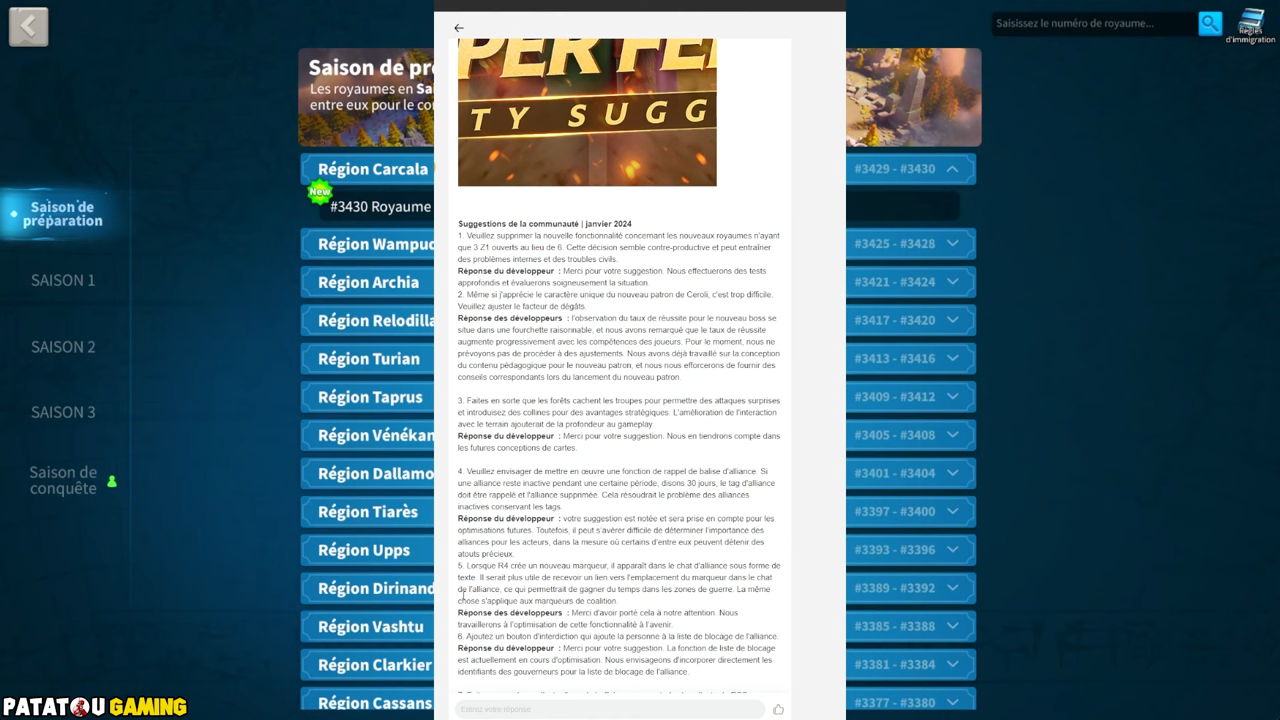 Saisissez le numéro de royaume...
Règles
d'immigration
PER FE
TY SUGG
Saison de pr
Les royaumes en Sa
entre eux pour le co
Saison de
préparation
SAISON 1
SAISON 2
SAISON 3
Saison de
conquête
Région Carcala
#3429 - #3430
New
#3430 Royaume
Région Wampu
#3425 - #3428
Région Archia
#3421 - #3424
Région Relodilla
#3417 - #3420
Région Turian
#3413 - #3416
Région Taprus
#3409 - #3412
Région Vénékan
#3405 - #3408
Région Dallamo
#3401 - #3404
Région Tiarès
#3397 - #3400
Région Upps
#3393 - #3396
Région Dirinand
#3389 - #3392
Région Vashtu
#3385 - #3388
Région Clarkier
#3381 - #3384
Région Cassans
#3377 - #3380
Suggestions de la communauté | janvier 2024
1. Veuillez supprimer la nouvelle fonctionnalité concernant les nouveaux royaumes n'ayant
que 3 Z1 ouverts au lieu de 6. Cette décision semble contre-productive et peut entraîner
des problèmes internes et des troubles civils.
Réponse du développeur : Merci pour votre suggestion. Nous effectuerons des tests
approfondis et évaluerons soigneusement la situation.
2. Même si j'apprécie le caractère unique du nouveau patron de Ceroli, c'est trop difficile.
Veuillez ajuster le facteur de dégâts.
Réponse des développeurs : l'observation du taux de réussite pour le nouveau boss se
situe dans une fourchette raisonnable, et nous avons remarqué que le taux de réussite
augmente progressivement avec les compétences des joueurs. Pour le moment, nous ne
prévoyons pas de procéder à des ajustements. Nous avons déjà travaillé sur la conception
du contenu pédagogique pour le nouveau patron, et nous nous efforcerons de fournir des
conseils correspondants lors du lancement du nouveau patron.
3. Faites en sorte que les forêts cachent les troupes pour permettre des attaques surprises
et introduisez des collines pour des avantages stratégiques. L'amélioration de l'interaction
avec le terrain ajouterait de la profondeur au gameplay.
Réponse du développeur : Merci pour votre suggestion. Nous en tiendrons compte dans
les futures conceptions de cartes.
4. Veuillez envisager de mettre en œuvre une fonction de rappel de balise d'alliance. Si
une alliance reste inactive pendant une certaine période, disons 30 jours, le tag d'alliance
doit être rappelé et l'alliance supprimée. Cela résoudrait le problème des alliances
inactives conservant les tags.
Réponse du développeur : votre suggestion est notée et sera prise en compte pour les
optimisations futures. Toutefois, il peut s'avérer difficile de déterminer l'importance des
alliances pour les acteurs, dans la mesure où certains d'entre eux peuvent détenir des
atouts précieux.
5. Lorsque R4 crée un nouveau marqueur, il apparaît dans le chat d'alliance sous forme de
texte. Il serait plus utile de recevoir un lien vers l'emplacement du marqueur dans le chat
de l'alliance, ce qui permettrait de gagner du temps dans les zones de guerre. La même
chose s'applique aux marqueurs de coalition.
Réponse des développeurs : Merci d'avoir porté cela à notre attention. Nous
travaillerons à l'optimisation de cette fonctionnalité à l'avenir.
6. Ajoutez un bouton d'interdiction qui ajoute la personne à la liste de blocage de l'alliance.
Réponse du développeur : Merci pour votre suggestion. La fonction de liste de blocage
est actuellement en cours d'optimisation. Nous envisageons d'incorporer directement les
identifiants des gouverneurs pour la liste de blocage de l'alliance.
Entrez votre réponse
PATATOU GAMING